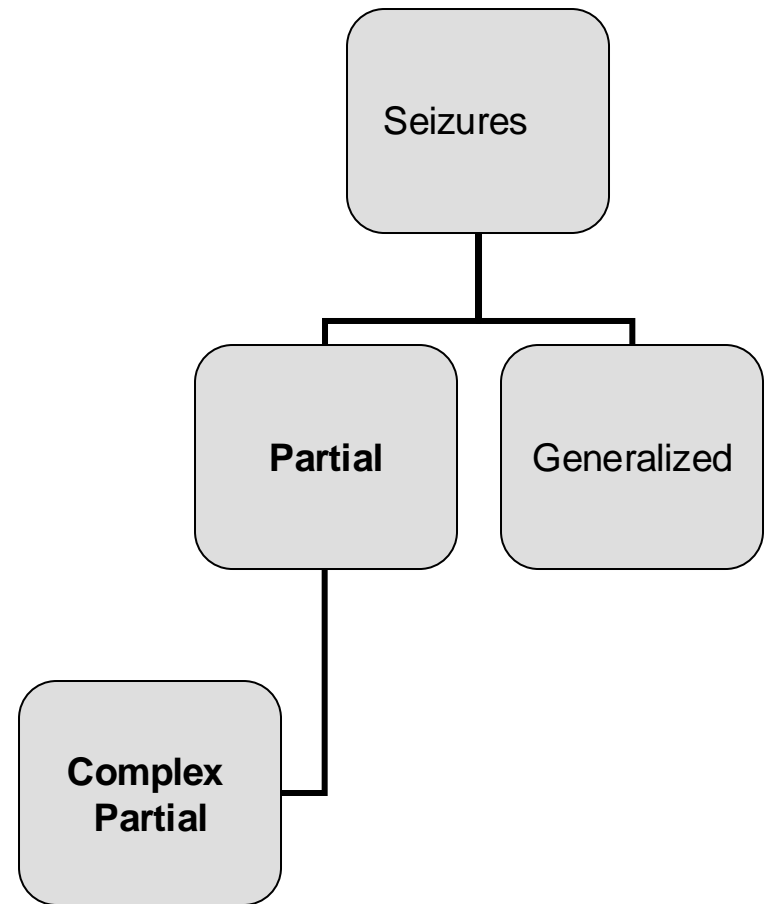 Seizures
Partial
Generalized
Complex
Partial